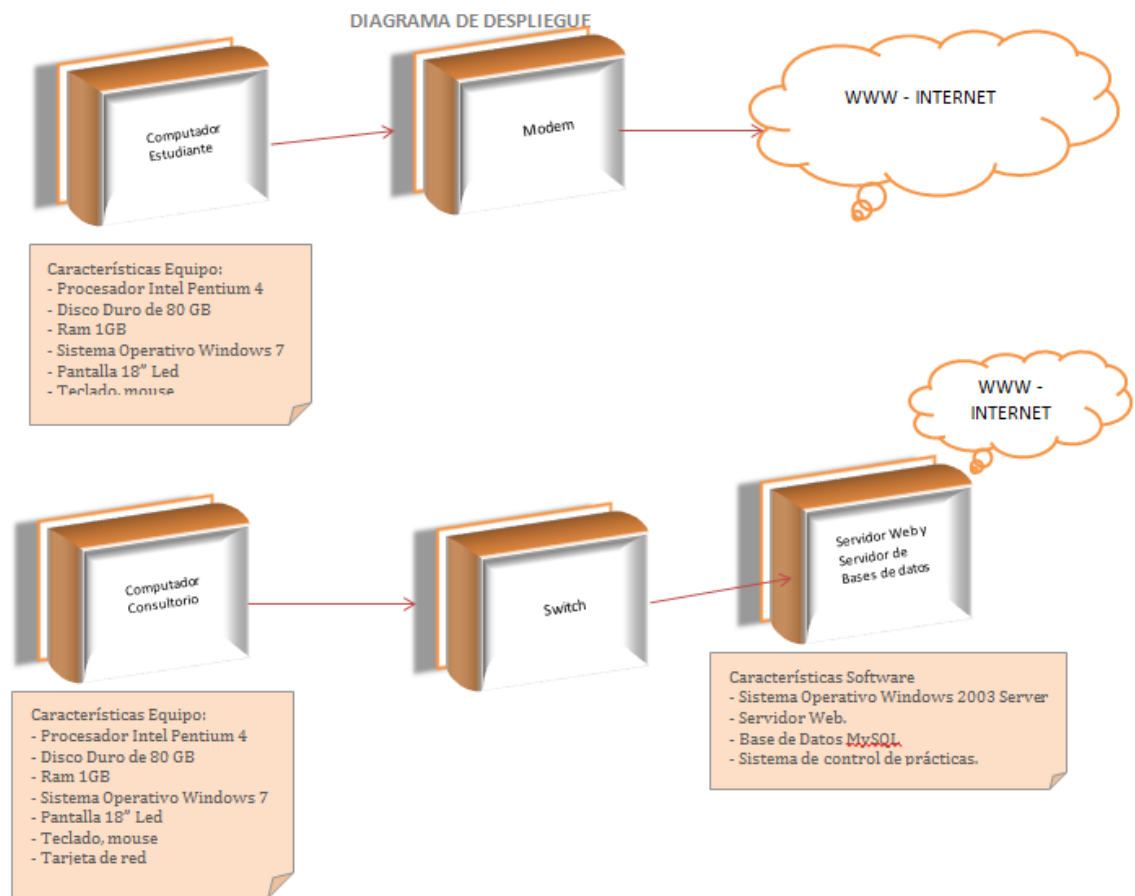 DIAGRAMA DE DESPLIEGUE
Computador
Estudiante
Modem
WWW - INTERNET
Características Equipo:
- Procesador Intel Pentium 4
- Disco Duro de 80 GB
- Ram 1GB
- Sistema Operativo Windows 7
- Pantalla 18” Led
- Teclado, mouse
WWW -
INTERNET
Computador
Consultorio
Switch
Servidor Web y
Servidor de
Bases de datos
Características Equipo:
- Procesador Intel Pentium 4
- Disco Duro de 80 GB
- Ram 1GB
- Sistema Operativo Windows 7
- Pantalla 18” Led
- Teclado, mouse
- Tarjeta de red
Características Software
- Sistema Operativo Windows 2003 Server
- Servidor Web.
- Base de Datos MySQL
- Sistema de control de prácticas.